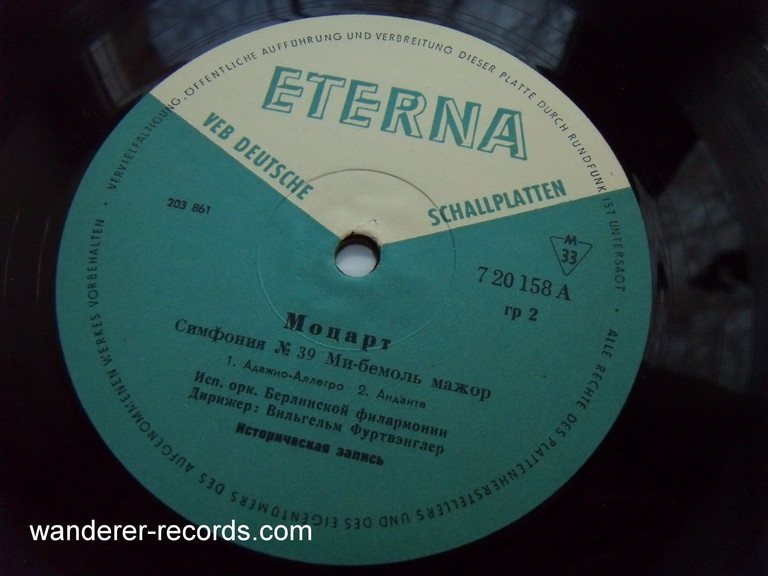 ETERNA
VEB DEUTSCHE
SCHALLPLATTEN
203 861
M
33
7 20 158 A
гр 2
Моцарт
Симфония № 39 Ми-бемоль мажор
1. Адажио-Аллегро 2. Анданте
Исп. орк. Берлинской филармонии
Дирижер: Вильгельм Фуртвэнглер
Историческая запись
ALLE RECHTE DES PLATTENHERSTELLERS UND DES EIGENTÜMERS DES AUFGENOMMENEN WERKES VORBEHALTEN · VERVIELFÄLTIGUNG, ÖFFENTLICHE AUFFÜHRUNG UND VERBREITUNG DIESER PLATTE DURCH RUNDFUNK IST UNTERSAGT ·
wanderer-records.com